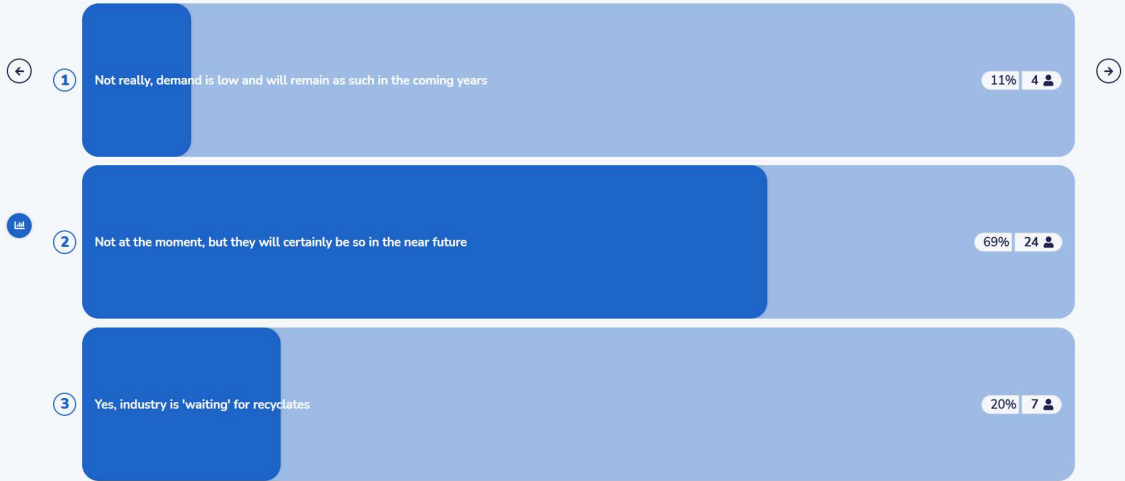 1 Not really, demand is low and will remain as such in the coming years 11% 4
2 Not at the moment, but they will certainly be so in the near future 69% 24
3 Yes, industry is 'waiting' for recyclates 20% 7